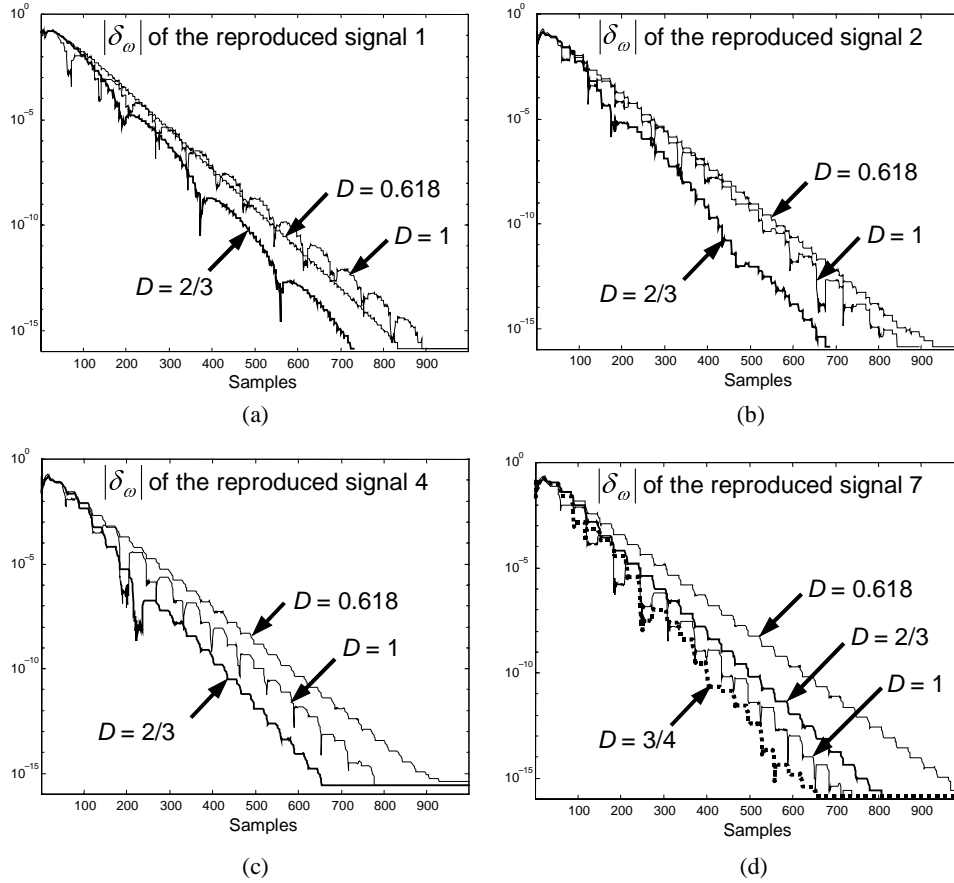 |δω| of the reproduced signal 1
10^0
10^-5
10^-10
10^-15
D = 0.618
D = 1
D = 2/3
100 200 300 400 500 600 700 800 900
Samples
(a)
|δω| of the reproduced signal 2
10^0
10^-5
10^-10
10^-15
D = 0.618
D = 1
D = 2/3
100 200 300 400 500 600 700 800 900
Samples
(b)
|δω| of the reproduced signal 4
10^0
10^-5
10^-10
10^-15
D = 0.618
D = 1
D = 2/3
100 200 300 400 500 600 700 800 900
Samples
(c)
|δω| of the reproduced signal 7
10^0
10^-5
10^-10
10^-15
D = 0.618
D = 2/3
D = 1
D = 3/4
100 200 300 400 500 600 700 800 900
Samples
(d)